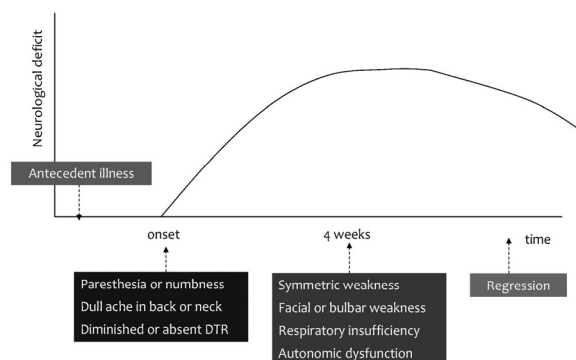 Neurological deficit
Antecedent illness
onset
4 weeks
time
Paresthesia or numbness
Dull ache in back or neck
Diminished or absent DTR
Symmetric weakness
Facial or bulbar weakness
Respiratory insufficiency
Autonomic dysfunction
Regression